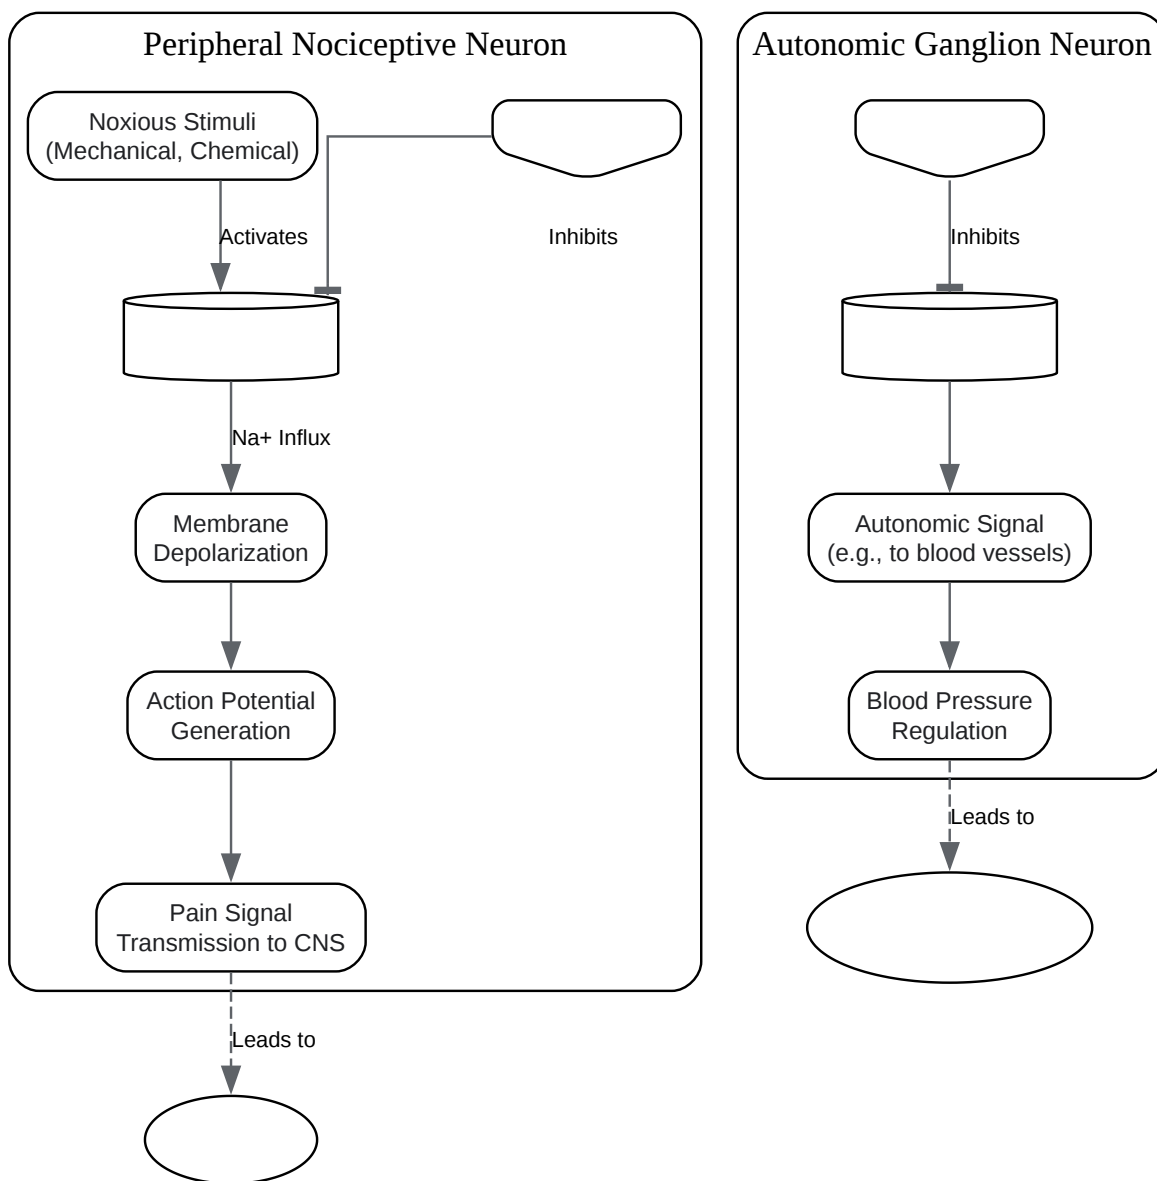 Peripheral Nociceptive Neuron
Noxious Stimuli
(Mechanical, Chemical)
Activates
Inhibits
Na+ Influx
Membrane
Depolarization
Action Potential
Generation
Pain Signal
Transmission to CNS
Leads to
Autonomic Ganglion Neuron
Inhibits
Autonomic Signal
(e.g., to blood vessels)
Blood Pressure
Regulation
Leads to